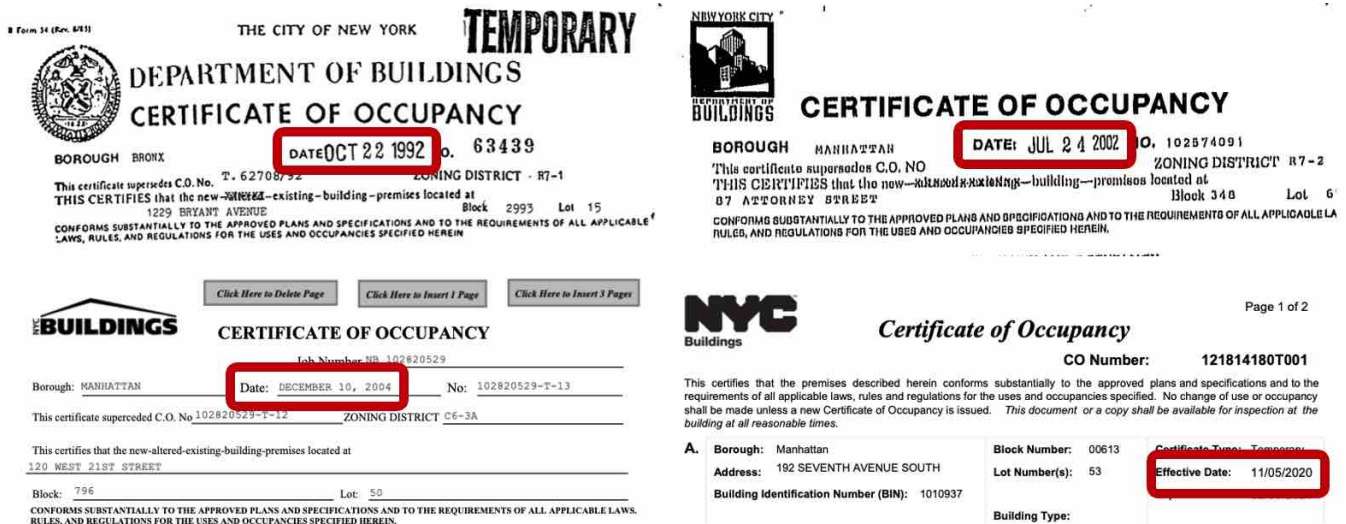 B Form 54 (Rev. 6/83)
THE CITY OF NEW YORK
TEMPORARY
DEPARTMENT OF BUILDINGS
CERTIFICATE OF OCCUPANCY
DATE OCT 22 1992 NO. 63439
BOROUGH BRONX
This certificate supersedes C.O. No. T. 62708/92 ZONING DISTRICT - R7-1
THIS CERTIFIES that the new-altered-existing-building-premises located at
1229 BRYANT AVENUE Block 2993 Lot 15
CONFORMS SUBSTANTIALLY TO THE APPROVED PLANS AND SPECIFICATIONS AND TO THE REQUIREMENTS OF ALL APPLICABLE
LAWS, RULES, AND REGULATIONS FOR THE USES AND OCCUPANCIES SPECIFIED HEREIN
NEW YORK CITY
DEPARTMENT OF
BUILDINGS
CERTIFICATE OF OCCUPANCY
BOROUGH MANHATTAN DATE: JUL 24 2002 NO. 102574091
This certificate supersedes C.O. NO ZONING DISTRICT R7-2
THIS CERTIFIES that the new-building-premises located at
87 ATTORNEY STREET Block 348 Lot 6
CONFORMS SUBSTANTIALLY TO THE APPROVED PLANS AND SPECIFICATIONS AND TO THE REQUIREMENTS OF ALL APPLICABLE LA
RULES, AND REGULATIONS FOR THE USES AND OCCUPANCIES SPECIFIED HEREIN.
Click Here to Delete Page Click Here to Insert 1 Page Click Here to Insert 3 Pages
NYC BUILDINGS
CERTIFICATE OF OCCUPANCY
Job Number NB 102820529
Borough: MANHATTAN Date: DECEMBER 10, 2004 No: 102820529-T-13
This certificate superceded C.O. No 102820529-T-12 ZONING DISTRICT C6-3A
This certifies that the new-altered-existing-building-premises located at
120 WEST 21ST STREET
Block: 796 Lot: 50
CONFORMS SUBSTANTIALLY TO THE APPROVED PLANS AND SPECIFICATIONS AND TO THE REQUIREMENTS OF ALL APPLICABLE LAWS.
RULES, AND REGULATIONS FOR THE USES AND OCCUPANCIES SPECIFIED HEREIN.
NYC
Buildings
Page 1 of 2
Certificate of Occupancy
CO Number: 121814180T001
This certifies that the premises described herein conforms substantially to the approved plans and specifications and to the
requirements of all applicable laws, rules and regulations for the uses and occupancies specified. No change of use or occupancy
shall be made unless a new Certificate of Occupancy is issued. This document or a copy shall be available for inspection at the
building at all reasonable times.
A. Borough: Manhattan Block Number: 00613 Certificate Type: Temporary
Address: 192 SEVENTH AVENUE SOUTH Lot Number(s): 53 Effective Date: 11/05/2020
Building Identification Number (BIN): 1010937
Building Type: